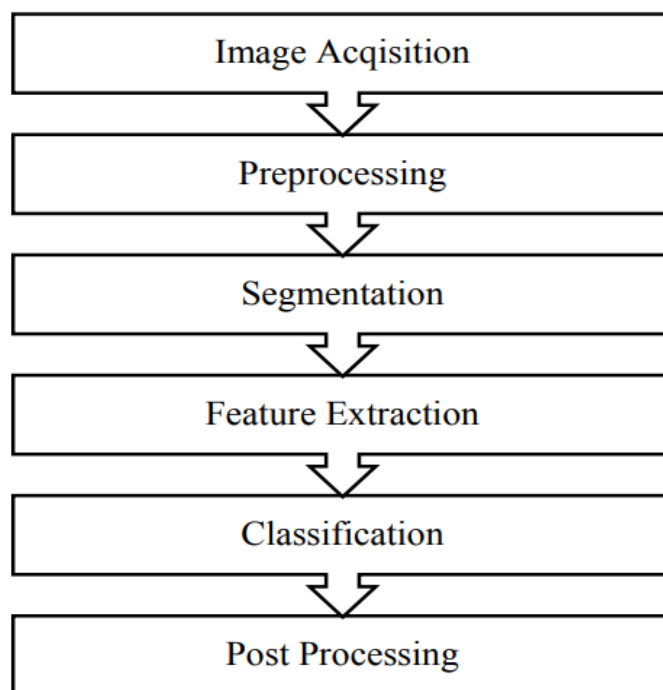 Image Acqisition
Preprocessing
Segmentation
Feature Extraction
Classification
Post Processing